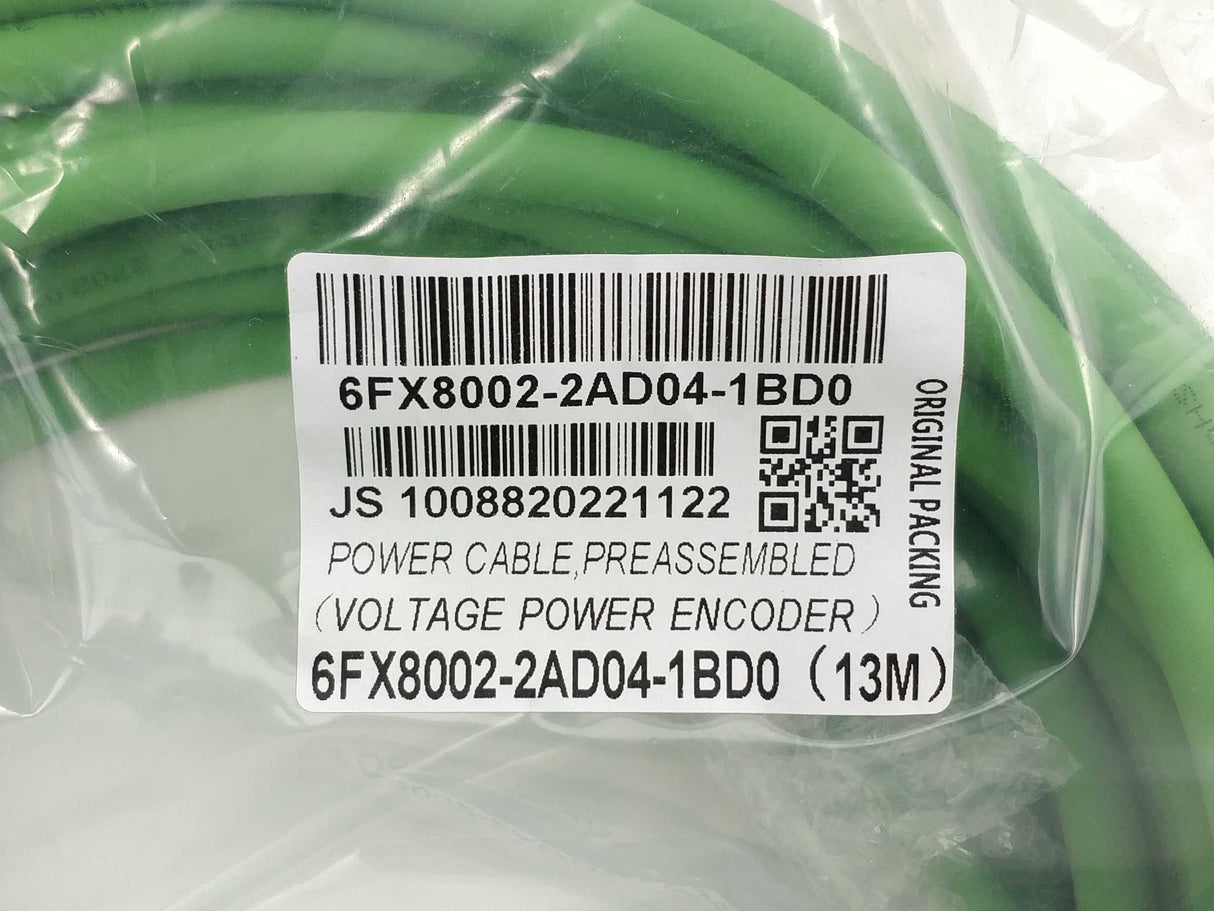 6FX8002-2AD04-1BD0
JS 1008820221122
POWER CABLE,PREASSEMBLED
(VOLTAGE POWER ENCODER)
6FX8002-2AD04-1BD0 (13M)
ORIGINAL PACKING